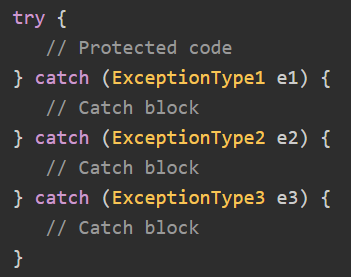 try {
   // Protected code
} catch (ExceptionType1 e1) {
   // Catch block
} catch (ExceptionType2 e2) {
   // Catch block
} catch (ExceptionType3 e3) {
   // Catch block
}